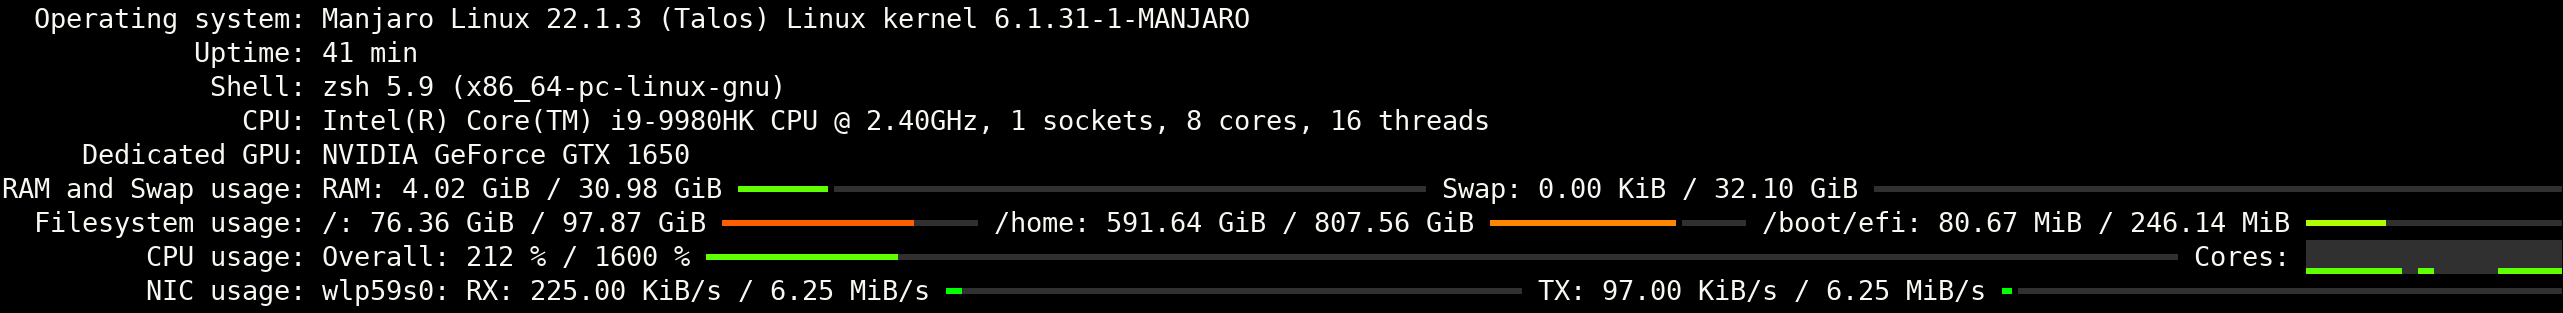 Operating system: Manjaro Linux 22.1.3 (Talos) Linux kernel 6.1.31-1-MANJARO
Uptime: 41 min
Shell: zsh 5.9 (x86_64-pc-linux-gnu)
CPU: Intel(R) Core(TM) i9-9980HK CPU @ 2.40GHz, 1 sockets, 8 cores, 16 threads
Dedicated GPU: NVIDIA GeForce GTX 1650
RAM and Swap usage: RAM: 4.02 GiB / 30.98 GiB Swap: 0.00 KiB / 32.10 GiB
Filesystem usage: /: 76.36 GiB / 97.87 GiB /home: 591.64 GiB / 807.56 GiB /boot/efi: 80.67 MiB / 246.14 MiB
CPU usage: Overall: 212 % / 1600 % Cores:
NIC usage: wlp59s0: RX: 225.00 KiB/s / 6.25 MiB/s TX: 97.00 KiB/s / 6.25 MiB/s